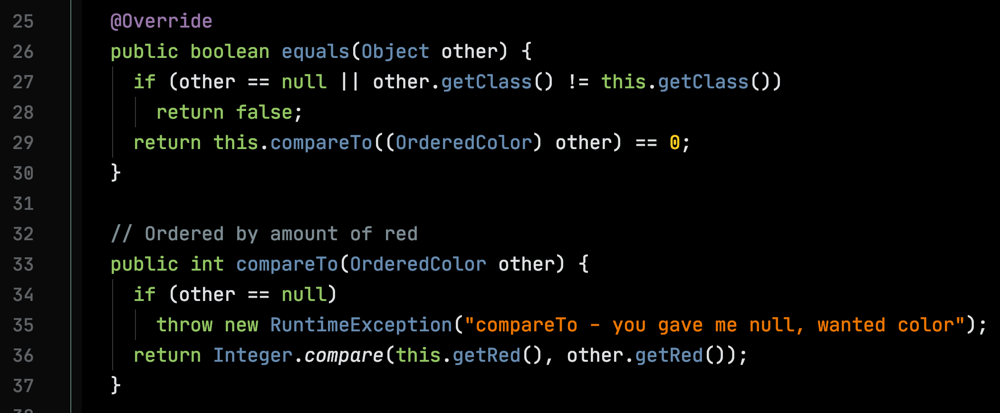 25 @Override
26 public boolean equals(Object other) {
27 if (other == null || other.getClass() != this.getClass())
28 return false;
29 return this.compareTo((OrderedColor) other) == 0;
30 }
31
32 // Ordered by amount of red
33 public int compareTo(OrderedColor other) {
34 if (other == null)
35 throw new RuntimeException("compareTo - you gave me null, wanted color");
36 return Integer.compare(this.getRed(), other.getRed());
37 }